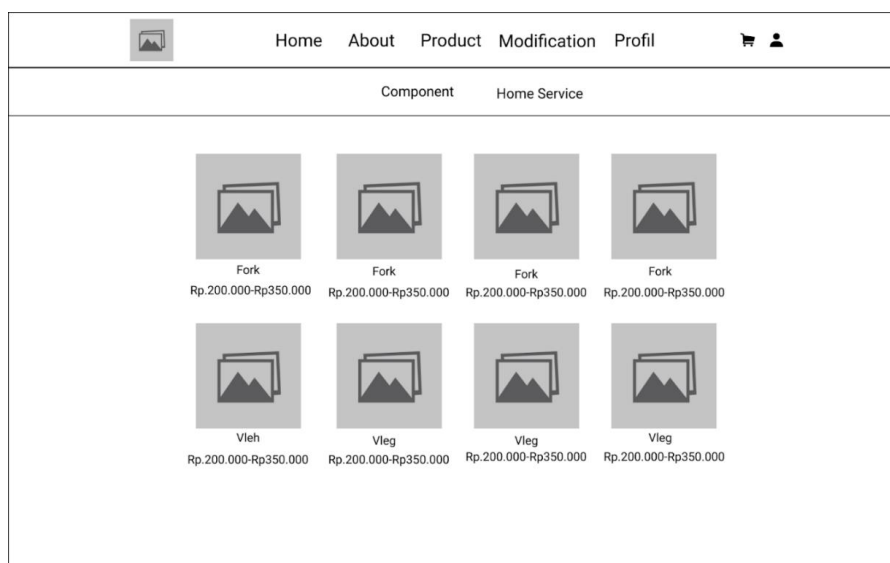 Home About Product Modification Profil
Component Home Service
Fork Fork Fork Fork
Rp.200.000-Rp350.000 Rp.200.000-Rp350.000 Rp.200.000-Rp350.000 Rp.200.000-Rp350.000
Vleh Vleg Vleg Vleg
Rp.200.000-Rp350.000 Rp.200.000-Rp350.000 Rp.200.000-Rp350.000 Rp.200.000-Rp350.000